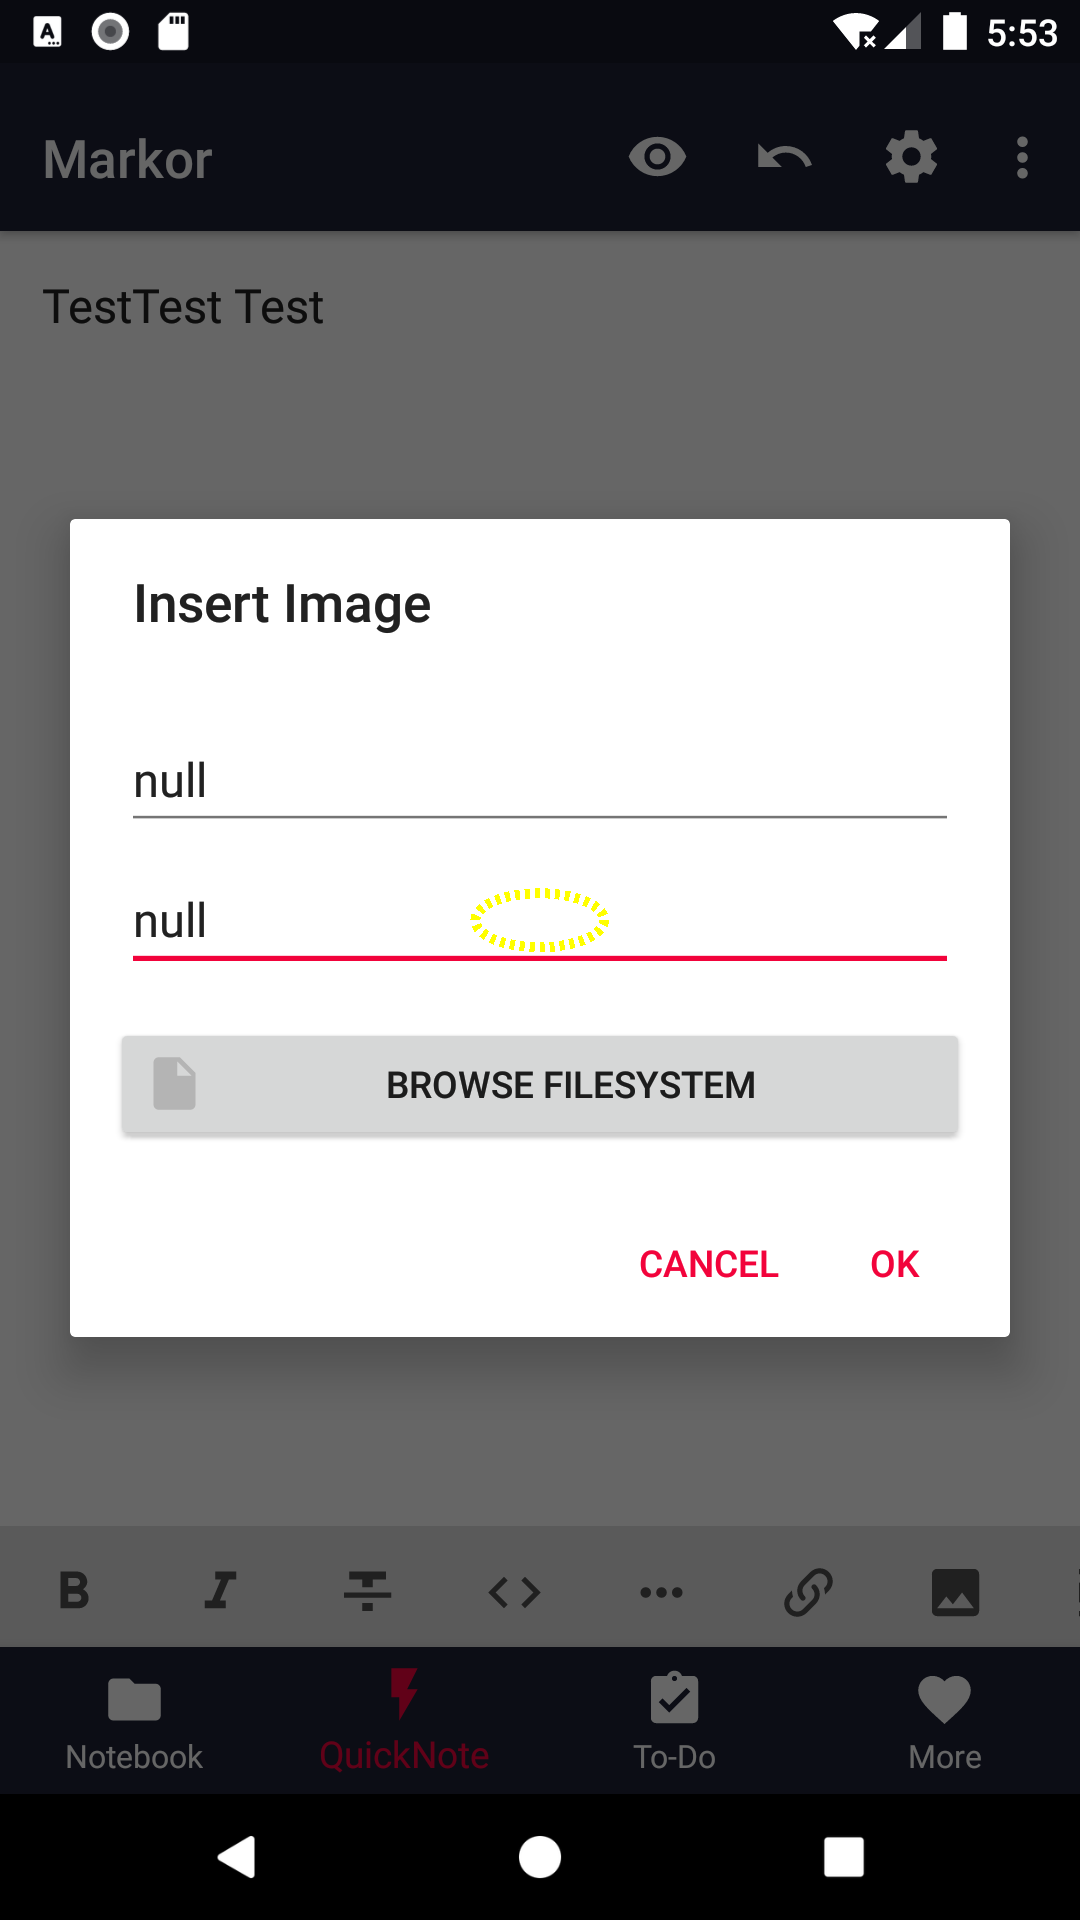 5:53
Markor
TestTest Test
Insert Image
null
null
BROWSE FILESYSTEM
CANCEL OK
Notebook QuickNote To-Do More